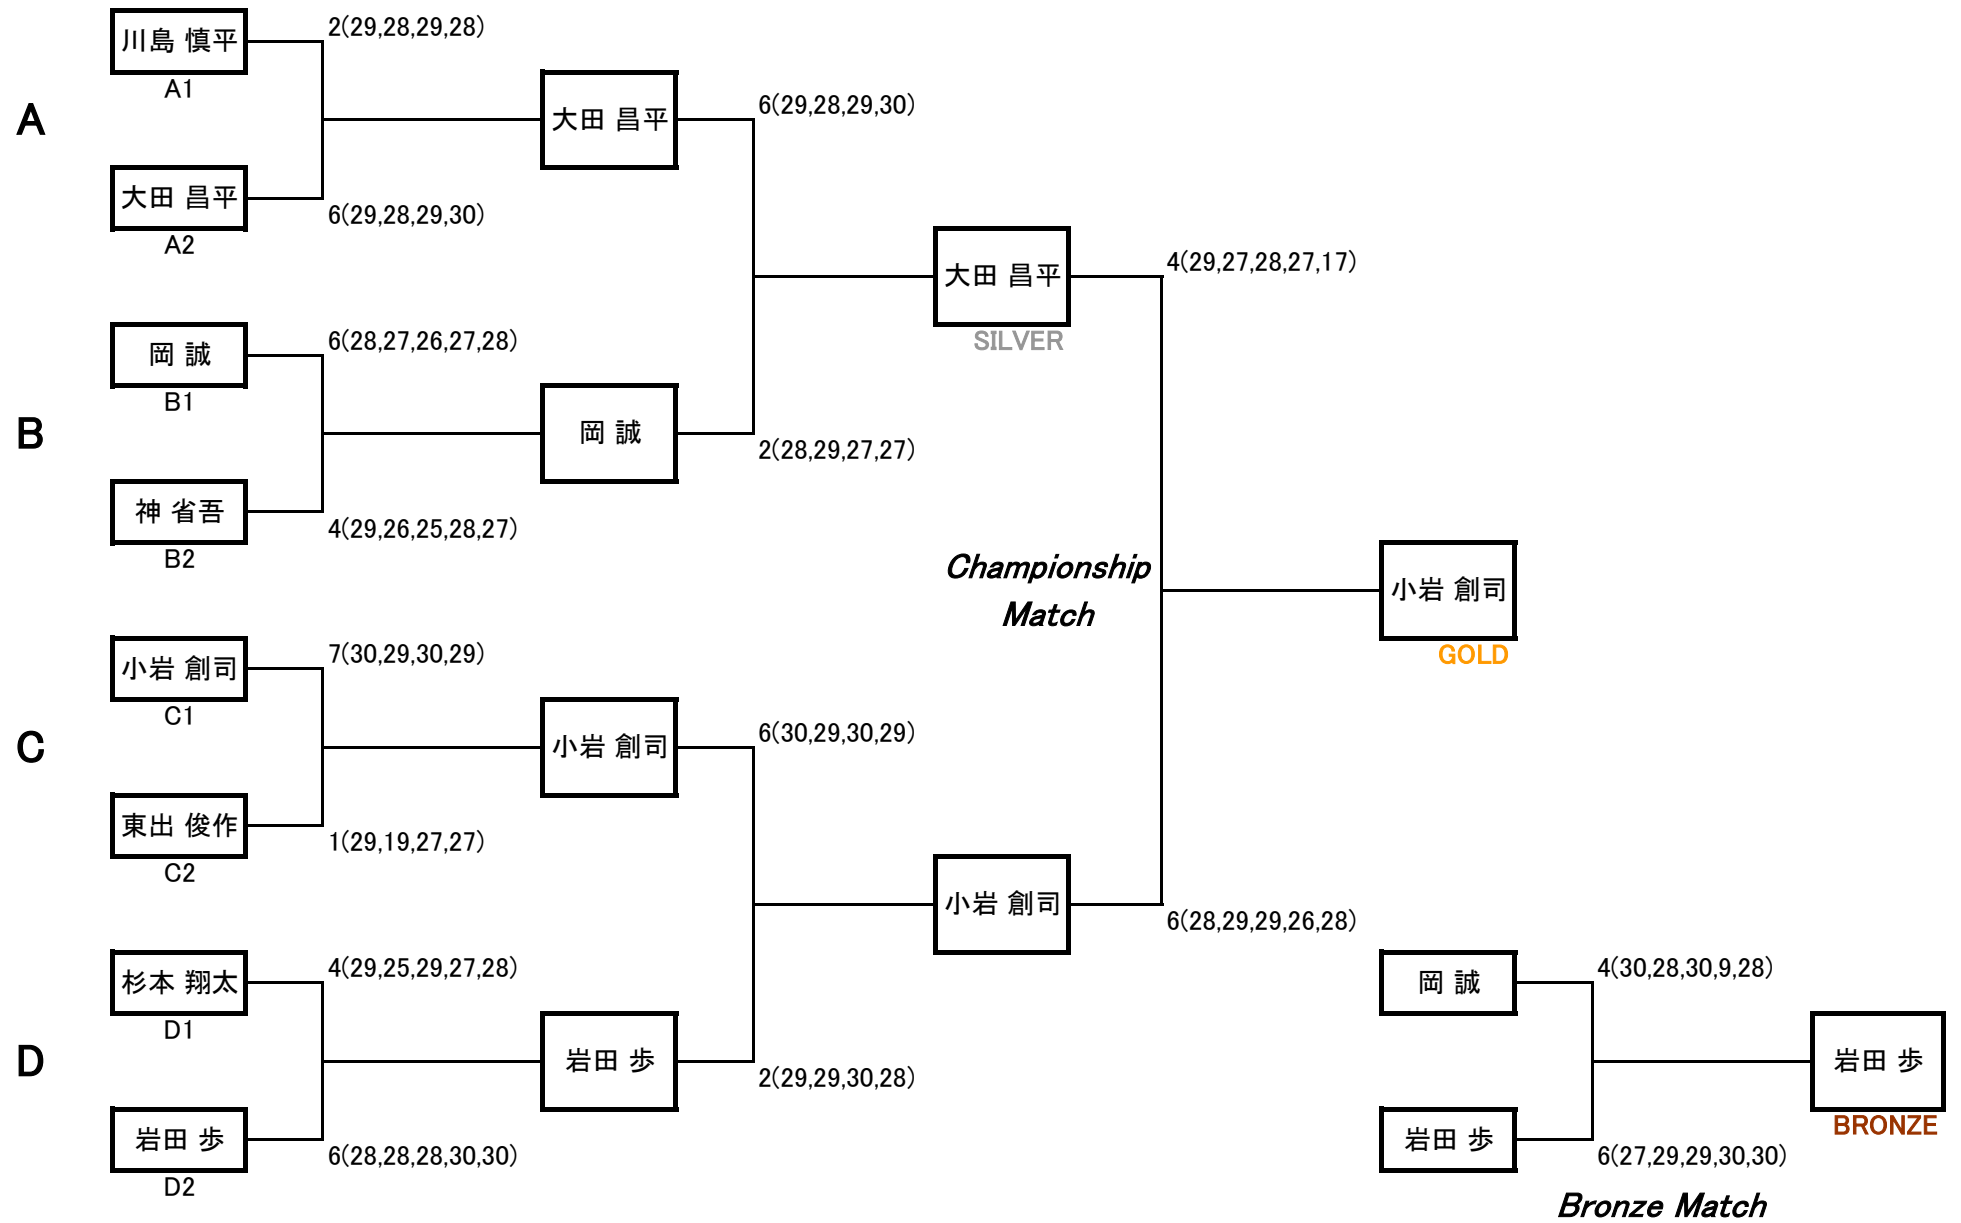 A
川島 慎平
A1
2(29,28,29,28)
大田 昌平
A2
6(29,28,29,30)
大田 昌平
6(29,28,29,30)
B
岡 誠
B1
6(28,27,26,27,28)
神 省吾
B2
4(29,26,25,28,27)
岡 誠
2(28,29,27,27)
大田 昌平
SILVER
4(29,27,28,27,17)
C
小岩 創司
C1
7(30,29,30,29)
東出 俊作
C2
1(29,19,27,27)
小岩 創司
6(30,29,30,29)
D
杉本 翔太
D1
4(29,25,29,27,28)
岩田 歩
D2
6(28,28,28,30,30)
岩田 歩
2(29,29,30,28)
小岩 創司
6(28,29,29,26,28)
Championship
Match
小岩 創司
GOLD
岡 誠
4(30,28,30,9,28)
岩田 歩
6(27,29,29,30,30)
岩田 歩
BRONZE
Bronze Match